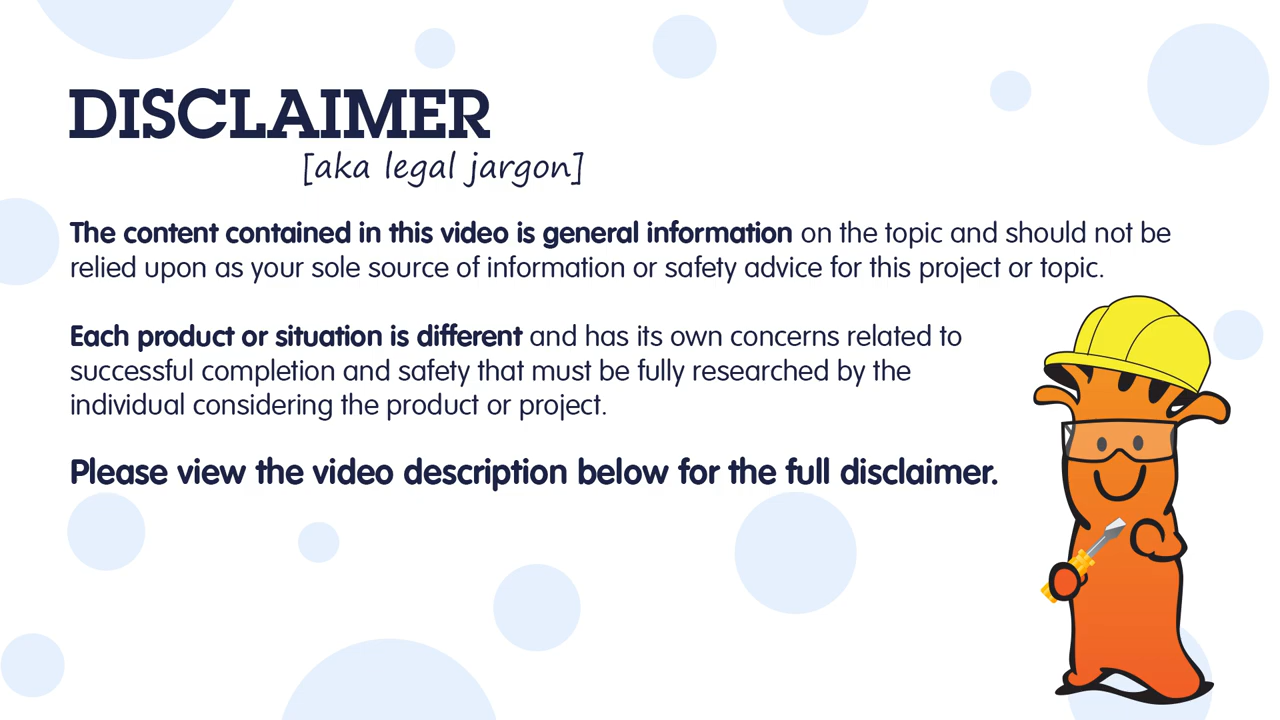 DISCLAIMER
[aka legal jargon]
The content contained in this video is general information on the topic and should not be
relied upon as your sole source of information or safety advice for this project or topic.
Each product or situation is different and has its own concerns related to
successful completion and safety that must be fully researched by the
individual considering the product or project.
Please view the video description below for the full disclaimer.